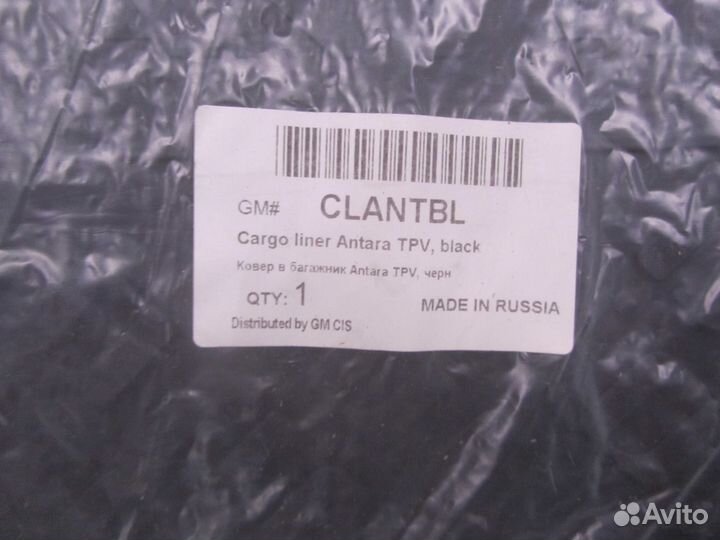 GM# CLANTBL
Cargo liner Antara TPV, black
Ковер в багажник Antara TPV, черн
QTY: 1 MADE IN RUSSIA
Distributed by GM CIS
Avito